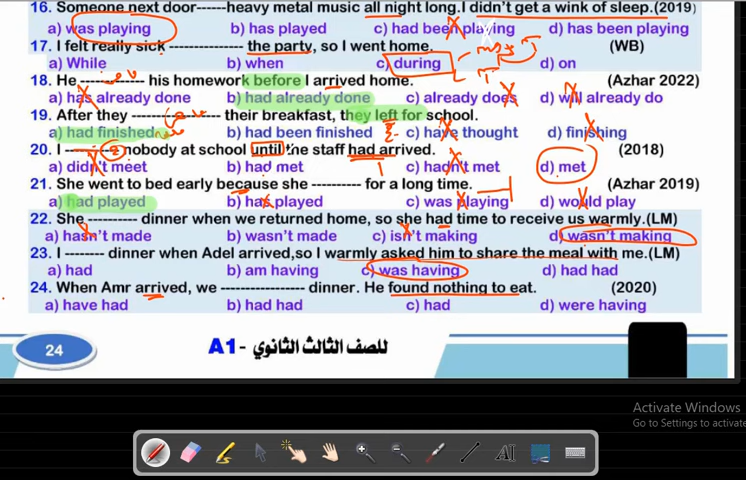 16. Someone next door------heavy metal music all night long. I didn't get a wink of sleep.(2019)
a) was playing b) has played c) had been playing d) has been playing
17. I felt really sick -------------- the party, so I went home. (WB)
a) While b) when c) during d) on
18. He ------------- his homework before I arrived home. (Azhar 2022)
a) has already done b) had already done c) already does d) will already do
19. After they -------------- their breakfast, they left for school.
a) had finished b) had been finished c) have thought d) finishing
20. I --------- nobody at school until the staff had arrived. (2018)
a) didn't meet b) had met c) hadn't met d) met
21. She went to bed early because she ---------- for a long time. (Azhar 2019)
a) had played b) has played c) was playing d) would play
22. She --------- dinner when we returned home, so she had time to receive us warmly.(LM)
a) hasn't made b) wasn't made c) isn't making d) wasn't making
23. I -------- dinner when Adel arrived,so I warmly asked him to share the meal with me.(LM)
a) had b) am having c) was having d) had had
24. When Amr arrived, we ----------------- dinner. He found nothing to eat. (2020)
a) have had b) had had c) had d) were having
24 A1- للصف الثالث الثانوي
Activate Windows
Go to Settings to activate